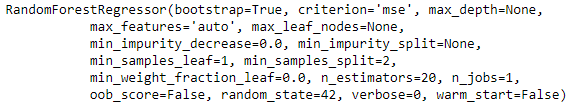 RandomForestRegressor(bootstrap=True, criterion='mse', max_depth=None,
max_features='auto', max_leaf_nodes=None,
min_impurity_decrease=0.0, min_impurity_split=None,
min_samples_leaf=1, min_samples_split=2,
min_weight_fraction_leaf=0.0, n_estimators=20, n_jobs=1,
oob_score=False, random_state=42, verbose=0, warm_start=False)